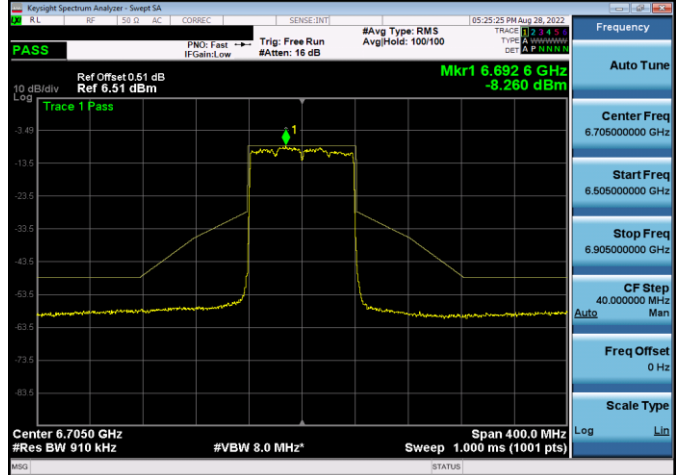 Keysight Spectrum Analyzer - Swept SA
RL RF 50 Ω AC CORREC SENSE:INT 05:25:25 PM Aug 28, 2022
PASS
PNO: Fast
IFGain:Low
Trig: Free Run
#Atten: 16 dB
#Avg Type: RMS
Avg|Hold: 100/100
TRACE 1 2 3 4 5 6
TYPE A WWWWW
DET A P N N N N
Mkr1 6.692 6 GHz
-8.260 dBm
Ref Offset 0.51 dB
10 dB/div Ref 6.51 dBm
Log
Trace 1 Pass
1
-3.49
-13.5
-23.5
-33.5
-43.5
-53.5
-63.5
-73.5
-83.5
Center 6.7050 GHz
#Res BW 910 kHz
#VBW 8.0 MHz*
Span 400.0 MHz
Sweep 1.000 ms (1001 pts)
MSG STATUS
Frequency
Auto Tune
Center Freq
6.705000000 GHz
Start Freq
6.505000000 GHz
Stop Freq
6.905000000 GHz
CF Step
40.000000 MHz
Auto Man
Freq Offset
0 Hz
Scale Type
Log Lin